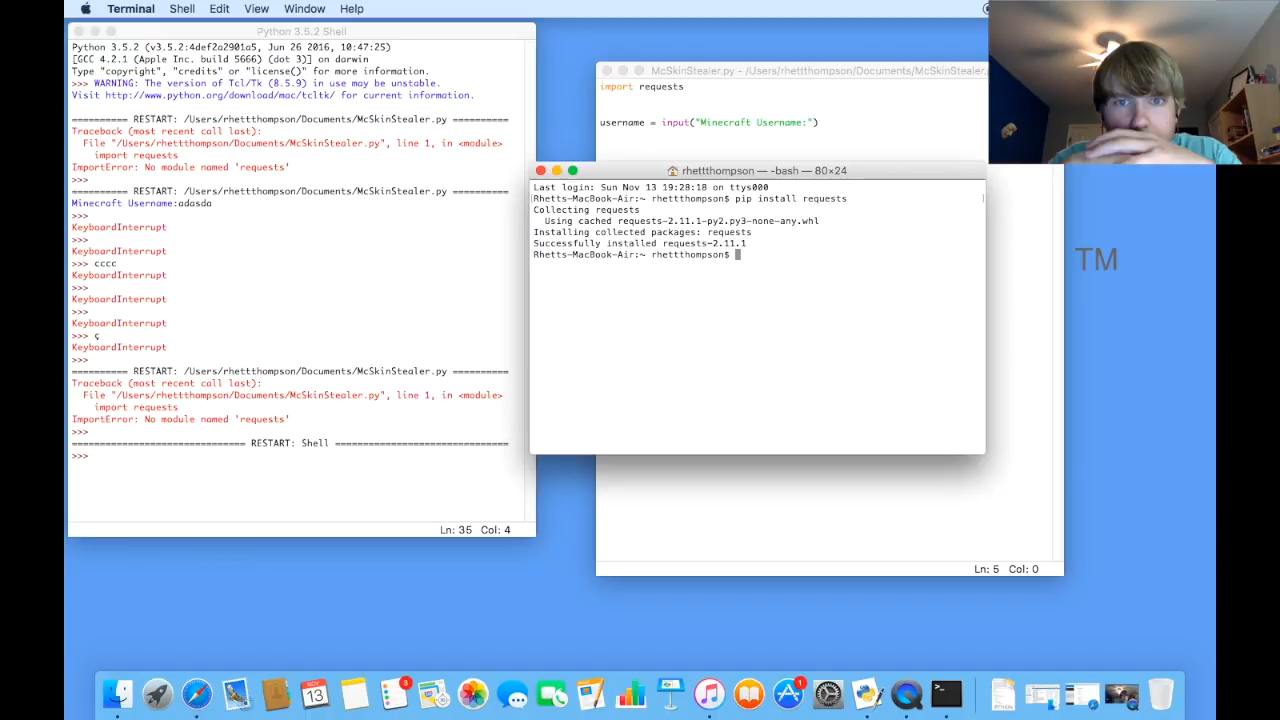 Terminal Shell Edit View Window Help
Python 3.5.2 Shell
Python 3.5.2 (v3.5.2:4def2a2901a5, Jun 26 2016, 10:47:25)
[GCC 4.2.1 (Apple Inc. build 5666) (dot 3)] on darwin
Type "copyright", "credits" or "license()" for more information.
>>> WARNING: The version of Tcl/Tk (8.5.9) in use may be unstable.
Visit http://www.python.org/download/mac/tcltk/ for current information.
========== RESTART: /Users/rhettthompson/Documents/McSkinStealer.py ==========
Traceback (most recent call last):
File "/Users/rhettthompson/Documents/McSkinStealer.py", line 1, in <module>
import requests
ImportError: No module named 'requests'
>>>
========== RESTART: /Users/rhettthompson/Documents/McSkinStealer.py ==========
Minecraft Username:adasda
>>>
KeyboardInterrupt
>>>
KeyboardInterrupt
>>> cccc
KeyboardInterrupt
>>>
KeyboardInterrupt
>>>
KeyboardInterrupt
>>> ç
KeyboardInterrupt
>>>
========== RESTART: /Users/rhettthompson/Documents/McSkinStealer.py ==========
Traceback (most recent call last):
File "/Users/rhettthompson/Documents/McSkinStealer.py", line 1, in <module>
import requests
ImportError: No module named 'requests'
>>>
=============================== RESTART: Shell ===============================
>>>
Ln: 35 Col: 4
McSkinStealer.py - /Users/rhettthompson/Documents/McSkinStealer.py
import requests
username = input("Minecraft Username:")
rhettthompson — -bash — 80×24
Last login: Sun Nov 13 19:28:18 on ttys000
Rhetts-MacBook-Air:~ rhettthompson$ pip install requests
Collecting requests
Using cached requests-2.11.1-py2.py3-none-any.whl
Installing collected packages: requests
Successfully installed requests-2.11.1
Rhetts-MacBook-Air:~ rhettthompson$
TM
Ln: 5 Col: 0
NOV
13
3
1